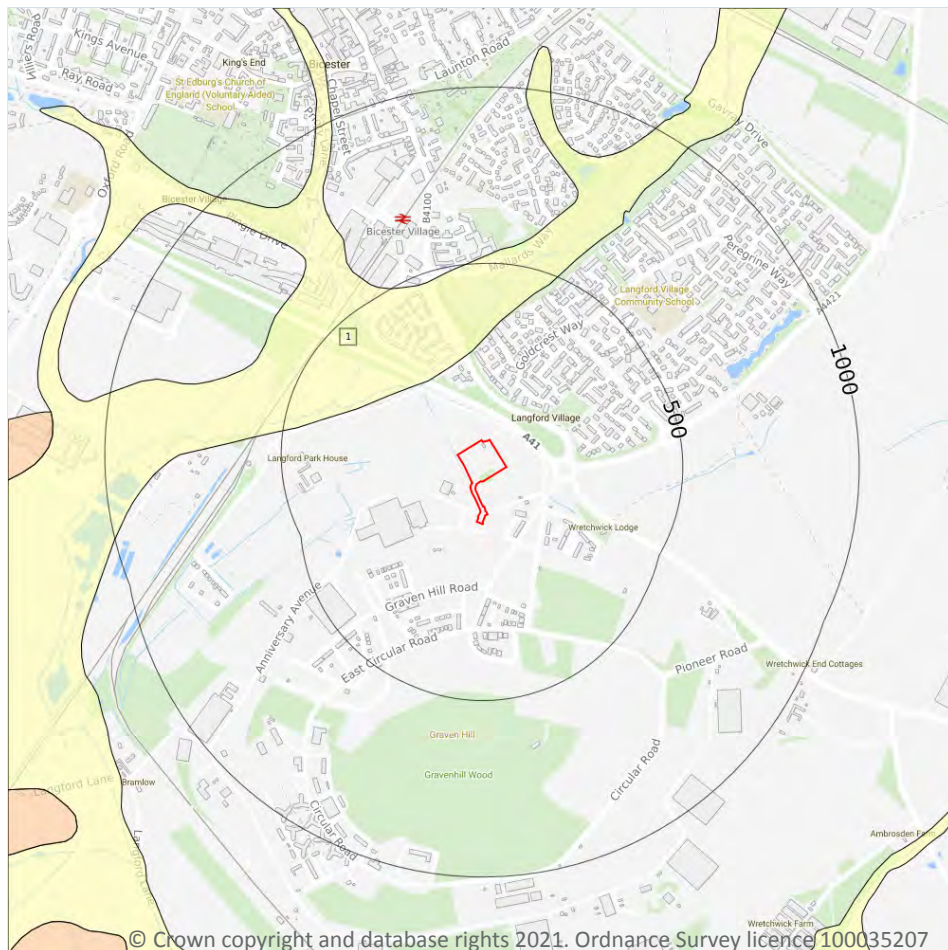 Kings Avenue
King's End
Bicester
Launton Road
Ray Road
St Edburg's Church of
England (Voluntary Aided)
School
Chapel Street
Gavray Drive
Oxford Road
Bicester Village
B4100
Pingle Drive
Bicester Village
Mallards Way
Peregrine Way
Langford Village
Community School
A4421
1
Goldcrest Way
1000
500
Langford Village
A41
Langford Park House
Wretchwick Lodge
Graven Hill Road
Anniversary Avenue
East Circular Road
Pioneer Road
Wretchwick End Cottages
Graven Hill
Gravenhill Wood
Circular Road
Langford Lane
Bramlow
Circular Road
Langford Lane
Ambrosden Farm
Wretchwick Farm
© Crown copyright and database rights 2021. Ordnance Survey licence 100035207